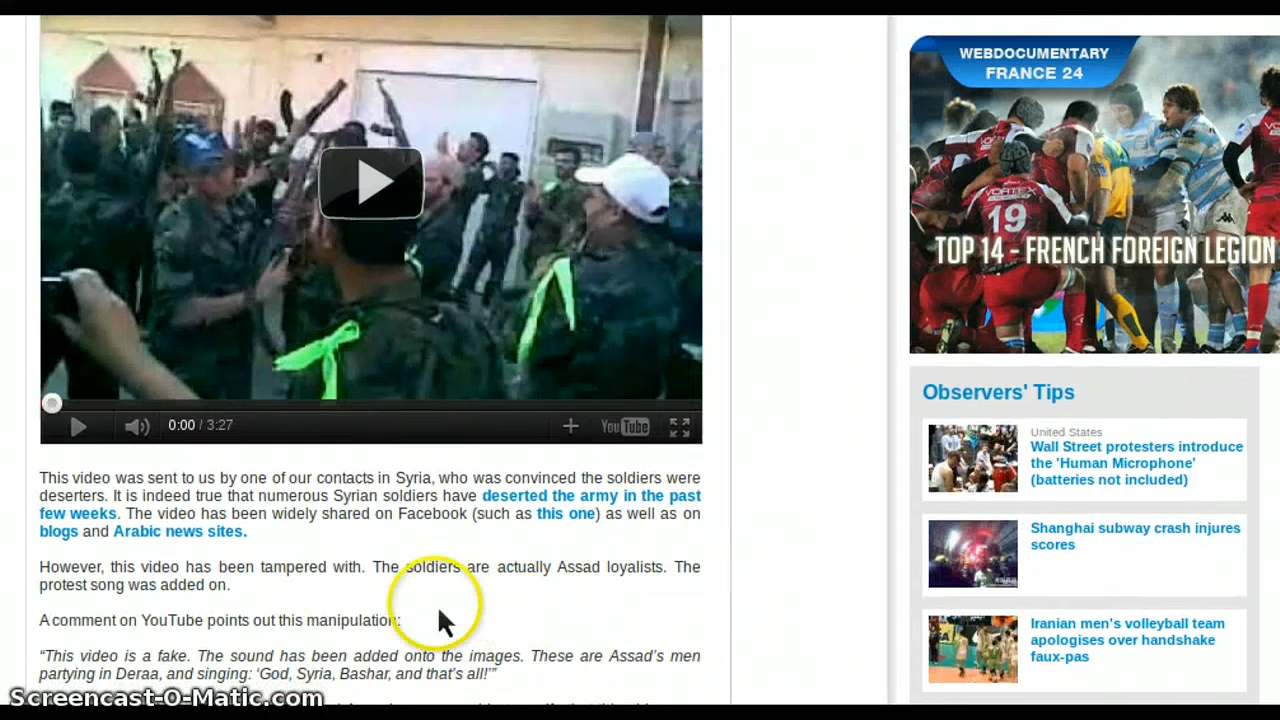 WEBDOCUMENTARY
FRANCE 24
VORTEX
19
TOP 14 - FRENCH FOREIGN LEGION
0:00 / 3:27
YouTube
This video was sent to us by one of our contacts in Syria, who was convinced the soldiers were
deserters. It is indeed true that numerous Syrian soldiers have deserted the army in the past
few weeks. The video has been widely shared on Facebook (such as this one) as well as on
blogs and Arabic news sites.
However, this video has been tampered with. The soldiers are actually Assad loyalists. The
protest song was added on.
A comment on YouTube points out this manipulation:
“This video is a fake. The sound has been added onto the images. These are Assad’s men
partying in Deraa, and singing: ‘God, Syria, Bashar, and that’s all!’”
Observers' Tips
United States
Wall Street protesters introduce
the 'Human Microphone'
(batteries not included)
Shanghai subway crash injures
scores
Iranian men's volleyball team
apologises over handshake
faux-pas
Screencast-O-Matic.com